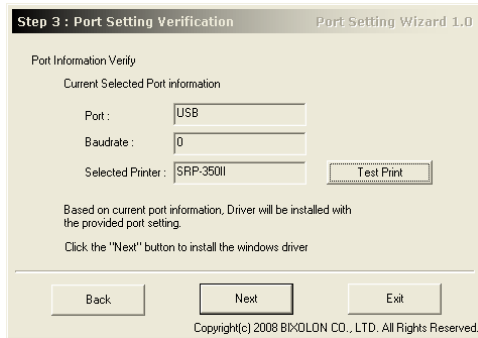 Step 3 : Port Setting Verification Port Setting Wizard 1.0
Port Information Verify
Current Selected Port information
Port : USB
Baudrate : 0
Selected Printer : SRP-350II Test Print
Based on current port information, Driver will be installed with
the provided port setting.
Click the "Next" button to install the windows driver
Back Next Exit
Copyright(c) 2008 BIXOLON CO., LTD. All Rights Reserved.